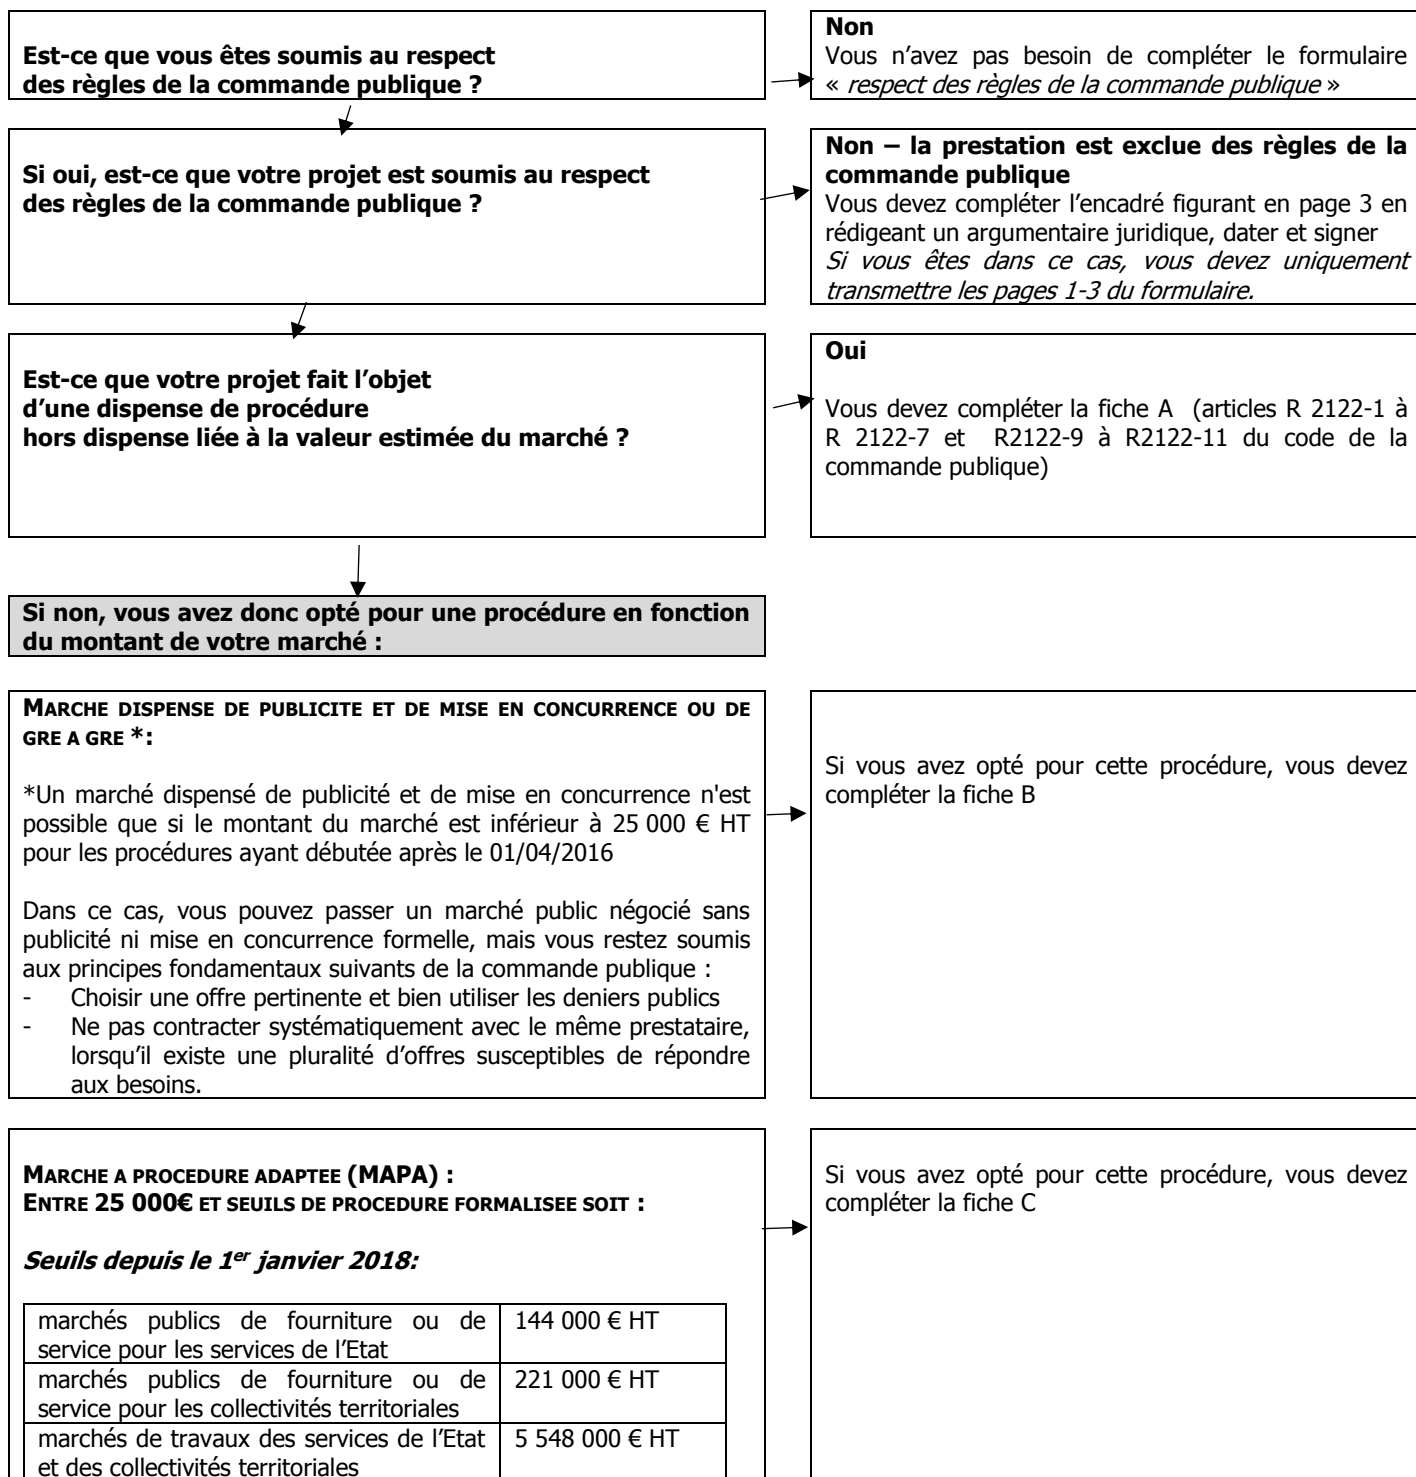 Est-ce que vous êtes soumis au respect
des règles de la commande publique ?
Non
Vous n'avez pas besoin de compléter le formulaire
« respect des règles de la commande publique »
Si oui, est-ce que votre projet est soumis au respect
des règles de la commande publique ?
Non – la prestation est exclue des règles de la
commande publique
Vous devez compléter l'encadré figurant en page 3 en
rédigeant un argumentaire juridique, dater et signer
Si vous êtes dans ce cas, vous devez uniquement
transmettre les pages 1-3 du formulaire.
Est-ce que votre projet fait l'objet
d'une dispense de procédure
hors dispense liée à la valeur estimée du marché ?
Oui
Vous devez compléter la fiche A (articles R 2122-1 à
R 2122-7 et R2122-9 à R2122-11 du code de la
commande publique)
Si non, vous avez donc opté pour une procédure en fonction
du montant de votre marché :
MARCHE DISPENSE DE PUBLICITE ET DE MISE EN CONCURRENCE OU DE
GRE A GRE *:
*Un marché dispensé de publicité et de mise en concurrence n'est
possible que si le montant du marché est inférieur à 25 000 € HT
pour les procédures ayant débutée après le 01/04/2016
Dans ce cas, vous pouvez passer un marché public négocié sans
publicité ni mise en concurrence formelle, mais vous restez soumis
aux principes fondamentaux suivants de la commande publique :
- Choisir une offre pertinente et bien utiliser les deniers publics
- Ne pas contracter systématiquement avec le même prestataire,
lorsqu'il existe une pluralité d'offres susceptibles de répondre
aux besoins.
Si vous avez opté pour cette procédure, vous devez
compléter la fiche B
MARCHE A PROCEDURE ADAPTEE (MAPA) :
ENTRE 25 000€ ET SEUILS DE PROCEDURE FORMALISEE SOIT :
Seuils depuis le 1er janvier 2018:
marchés publics de fourniture ou de
service pour les services de l'Etat
144 000 € HT
marchés publics de fourniture ou de
service pour les collectivités territoriales
221 000 € HT
marchés de travaux des services de l'Etat
et des collectivités territoriales
5 548 000 € HT
Si vous avez opté pour cette procédure, vous devez
compléter la fiche C